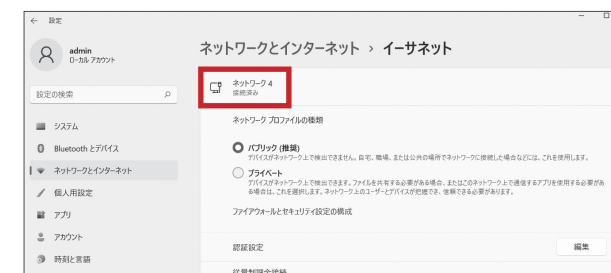 設定
admin
ローカル アカウント
設定の検索
システム
Bluetooth とデバイス
ネットワークとインターネット
個人用設定
アプリ
アカウント
時刻と言語
ネットワークとインターネット › イーサネット
ネットワーク 4
接続済み
ネットワーク プロファイルの種類
パブリック (推奨)
デバイスがネットワーク上で検出できません。自宅、職場、または公共の場所でネットワークに接続した場合などには、これを使用します。
プライベート
デバイスがネットワーク上で検出できます。ファイルを共有する必要がある場合、またはこのネットワーク上で通信するアプリを使用する必要があ
る場合は、これを選択します。ネットワーク上のユーザーとデバイスが把握でき、信頼できる必要があります。
ファイアウォールとセキュリティ設定の構成
認証設定
編集
従量制課金接続